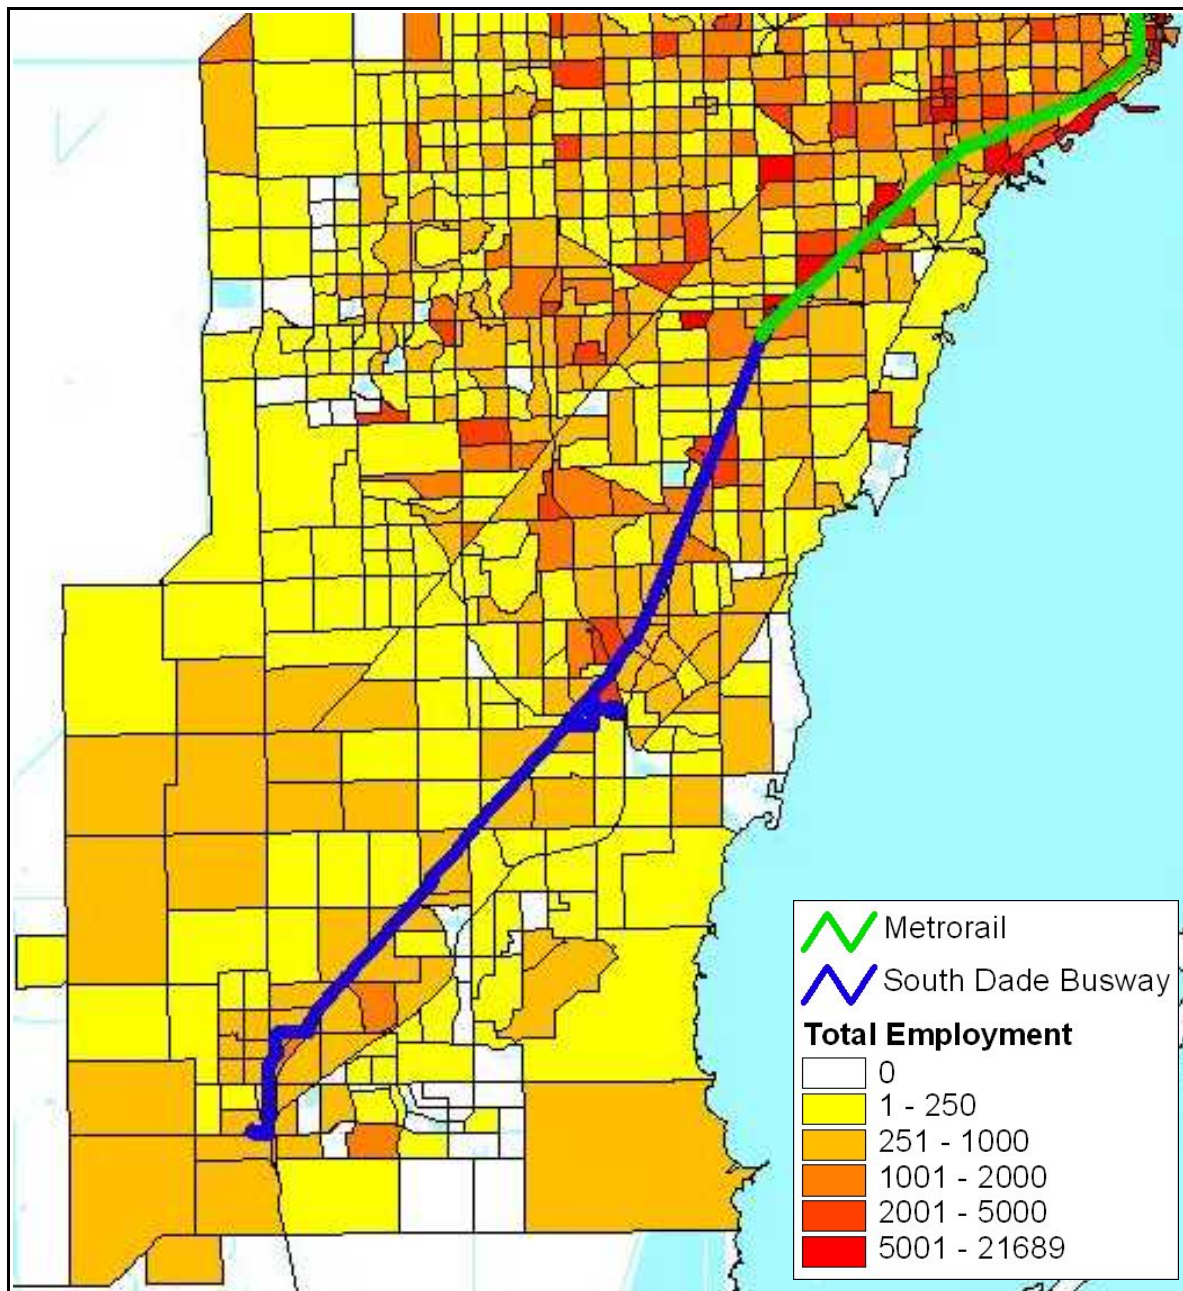 Metrorail
South Dade Busway
Total Employment
0
1 - 250
251 - 1000
1001 - 2000
2001 - 5000
5001 - 21689